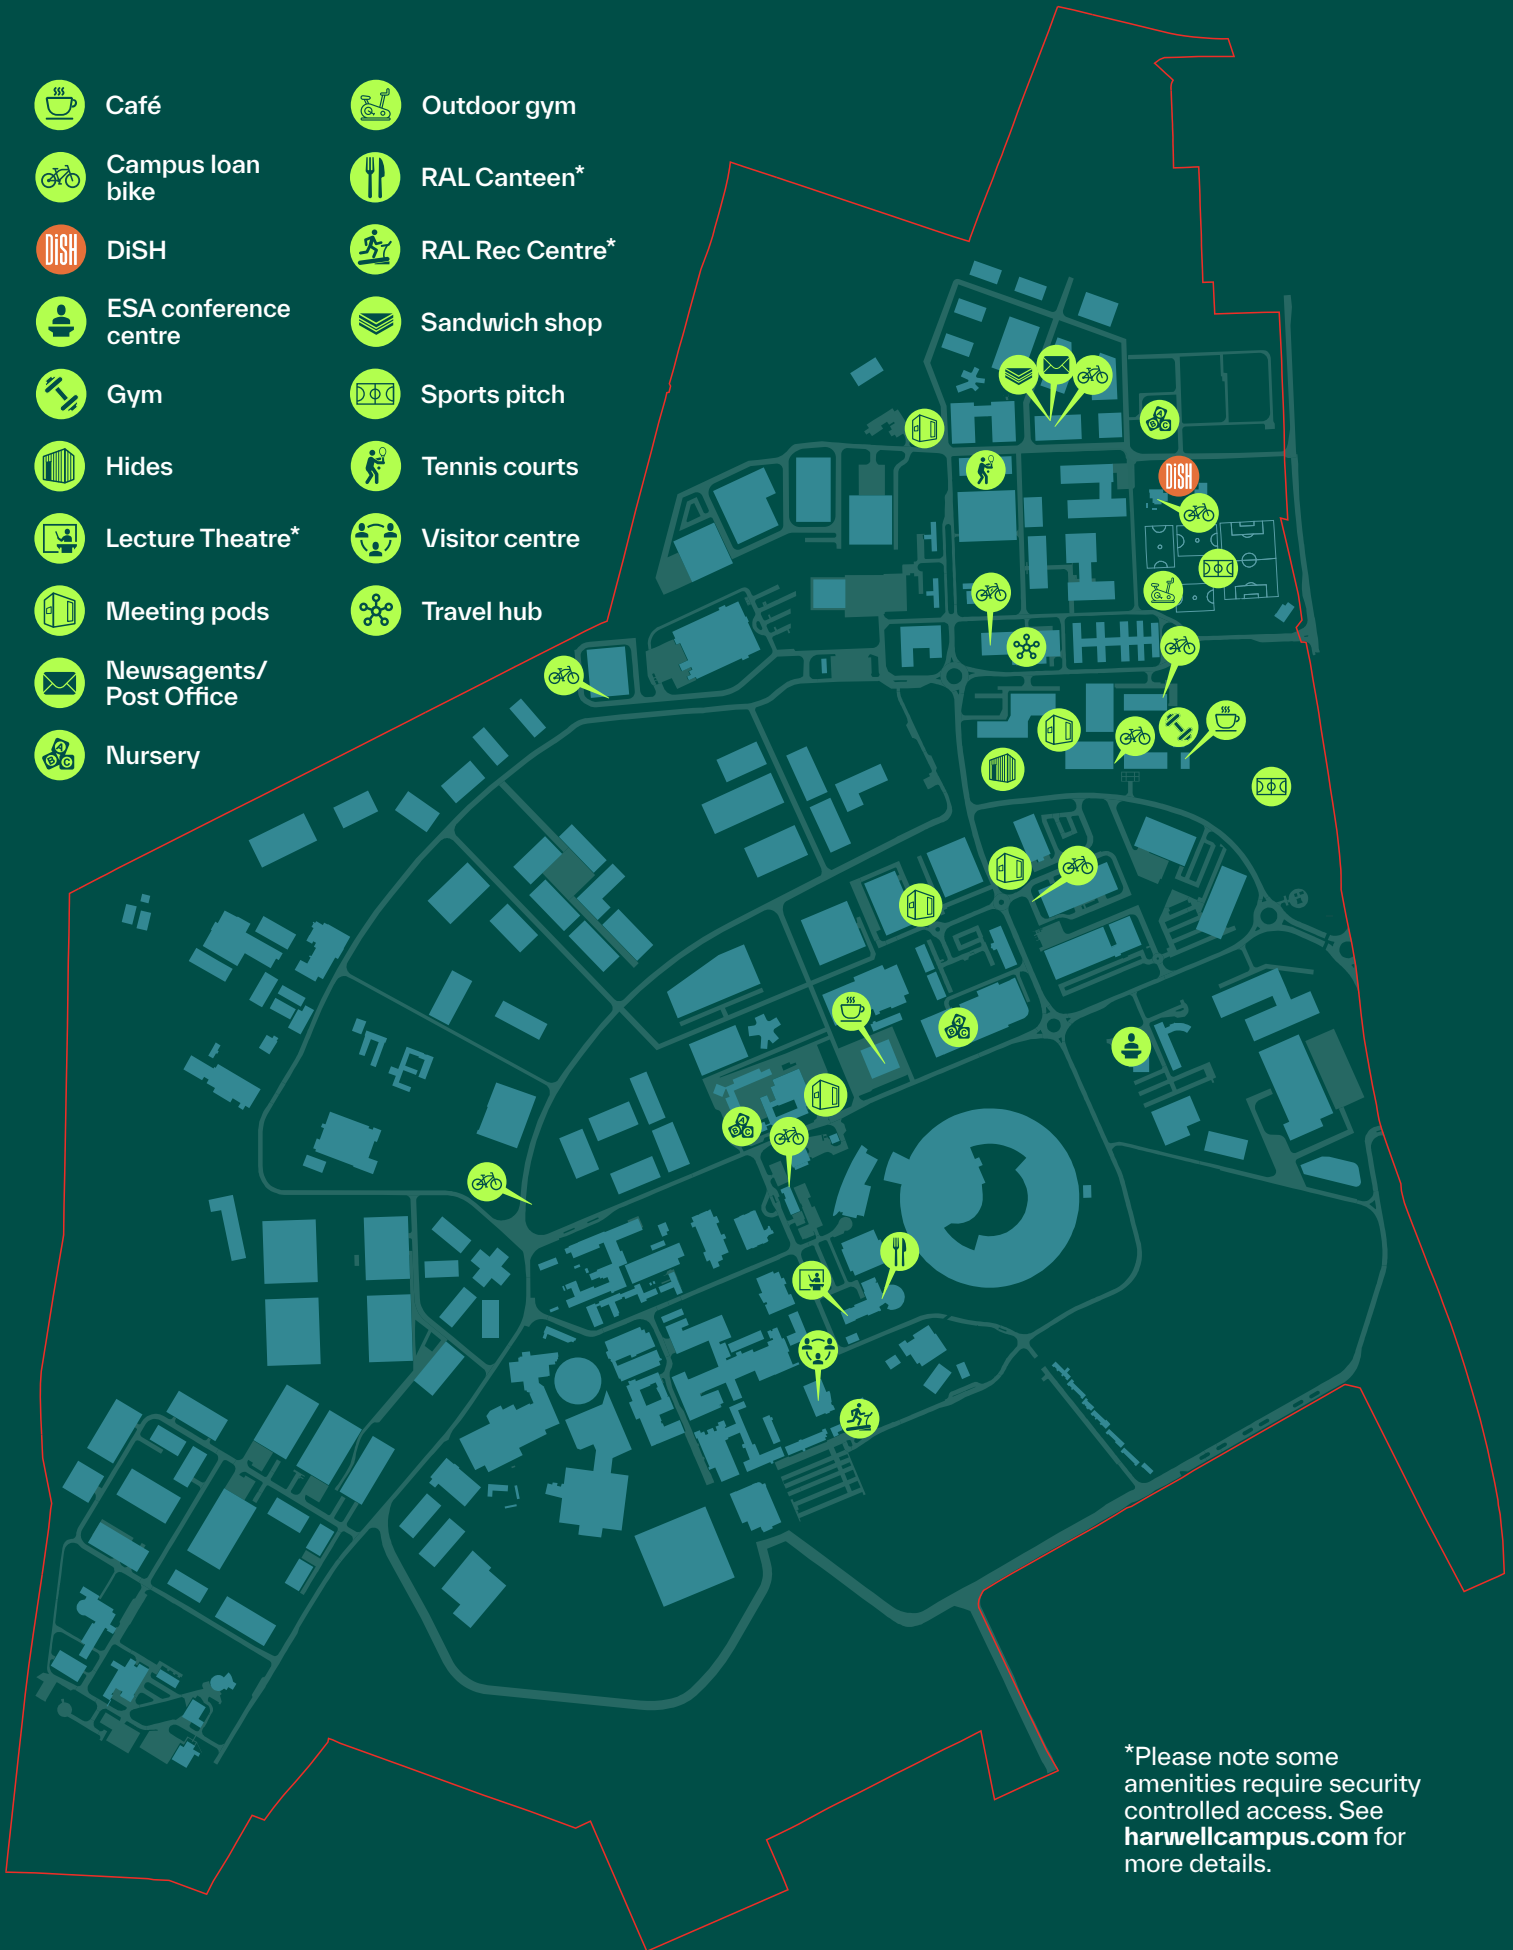 Café
Campus loan
bike
DiSH
DiSH
ESA conference
centre
Gym
Hides
Lecture Theatre*
Meeting pods
Newsagents/
Post Office
A
B C
Nursery
Outdoor gym
RAL Canteen*
RAL Rec Centre*
Sandwich shop
Sports pitch
Tennis courts
Visitor centre
Travel hub
A
B C
DiSH
A
B C
A
B C
*Please note some
amenities require security
controlled access. See
harwellcampus.com for
more details.